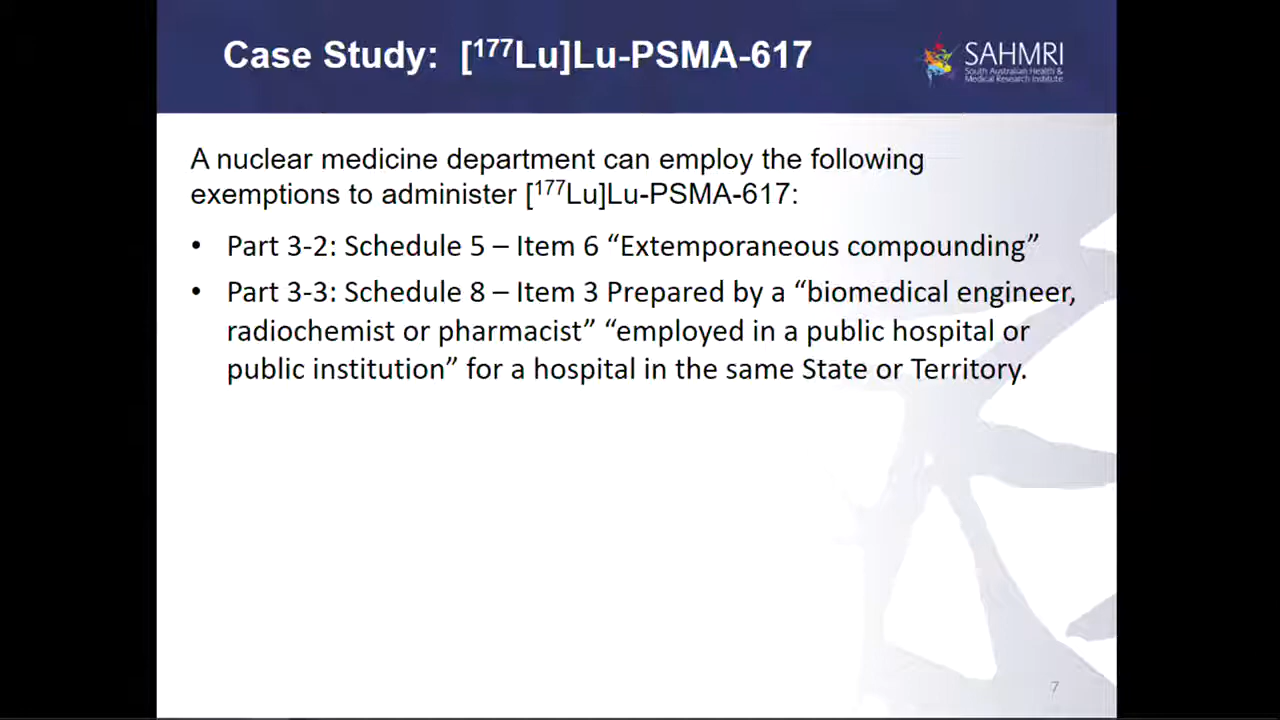 Case Study: [¹⁷⁷Lu]Lu-PSMA-617
SAHMRI
South Australian Health &
Medical Research Institute
A nuclear medicine department can employ the following
exemptions to administer [¹⁷⁷Lu]Lu-PSMA-617:
• Part 3-2: Schedule 5 – Item 6 “Extemporaneous compounding”
• Part 3-3: Schedule 8 – Item 3 Prepared by a “biomedical engineer,
radiochemist or pharmacist” “employed in a public hospital or
public institution” for a hospital in the same State or Territory.
7